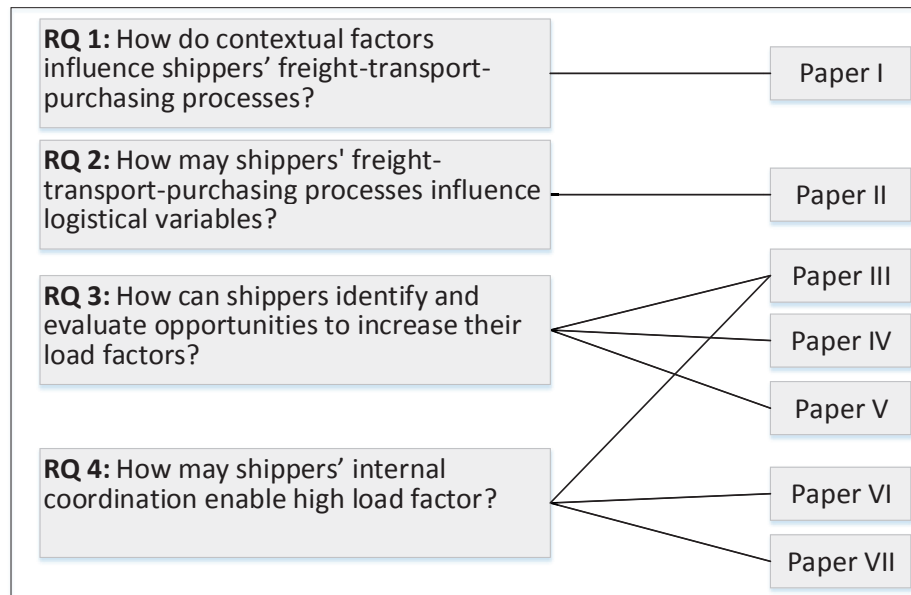 RQ 1: How do contextual factors
influence shippers’ freight-transport-
purchasing processes?
Paper I
RQ 2: How may shippers' freight-
transport-purchasing processes influence
logistical variables?
Paper II
RQ 3: How can shippers identify and
evaluate opportunities to increase their
load factors?
Paper III
Paper IV
Paper V
RQ 4: How may shippers’ internal
coordination enable high load factor?
Paper VI
Paper VII